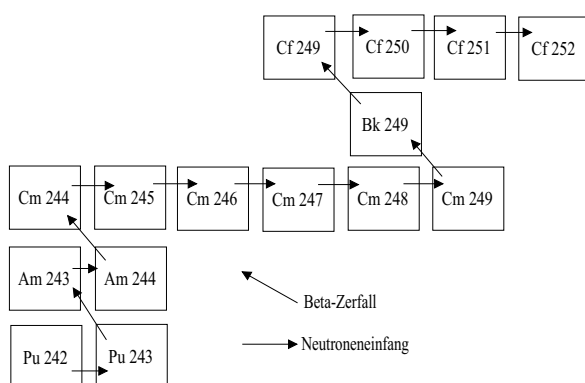 Cf 249 Cf 250 Cf 251 Cf 252
Bk 249
Cm 244 Cm 245 Cm 246 Cm 247 Cm 248 Cm 249
Am 243 Am 244
Beta-Zerfall
Pu 242 Pu 243 Neutroneneinfang